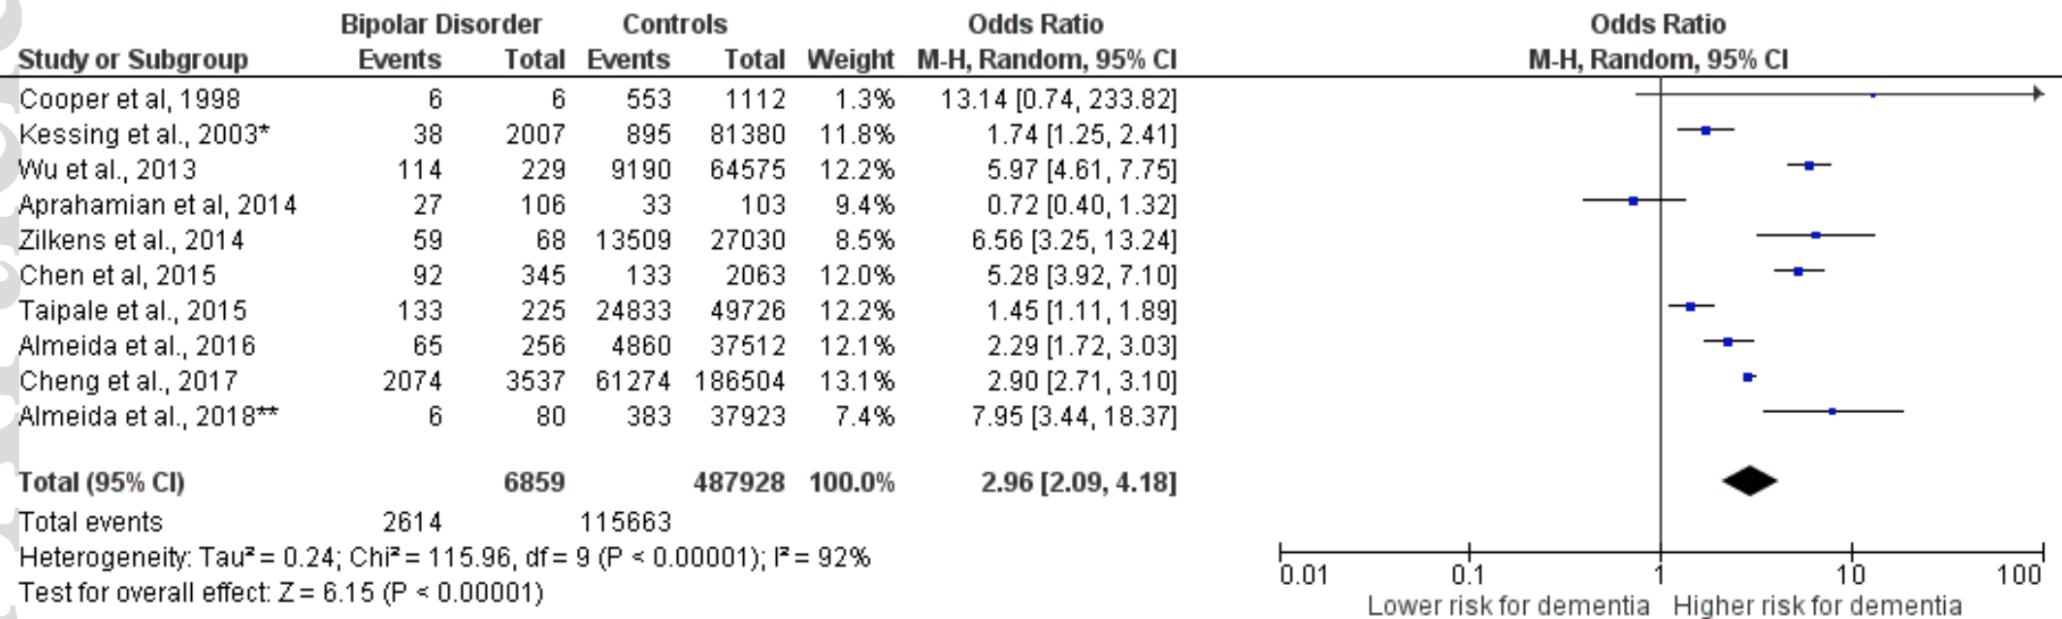 Bipolar Disorder Controls Odds Ratio Odds Ratio
Study or Subgroup Events Total Events Total Weight M-H, Random, 95% CI M-H, Random, 95% CI
Cooper et al, 1998 6 6 553 1112 1.3% 13.14 [0.74, 233.82]
Kessing et al., 2003* 38 2007 895 81380 11.8% 1.74 [1.25, 2.41]
Wu et al., 2013 114 229 9190 64575 12.2% 5.97 [4.61, 7.75]
Aprahamian et al, 2014 27 106 33 103 9.4% 0.72 [0.40, 1.32]
Zilkens et al., 2014 59 68 13509 27030 8.5% 6.56 [3.25, 13.24]
Chen et al, 2015 92 345 133 2063 12.0% 5.28 [3.92, 7.10]
Taipale et al., 2015 133 225 24833 49726 12.2% 1.45 [1.11, 1.89]
Almeida et al., 2016 65 256 4860 37512 12.1% 2.29 [1.72, 3.03]
Cheng et al., 2017 2074 3537 61274 186504 13.1% 2.90 [2.71, 3.10]
Almeida et al., 2018** 6 80 383 37923 7.4% 7.95 [3.44, 18.37]
Total (95% CI) 6859 487928 100.0% 2.96 [2.09, 4.18]
Total events 2614 115663
Heterogeneity: Tau² = 0.24; Chi² = 115.96, df = 9 (P < 0.00001); I² = 92%
Test for overall effect: Z = 6.15 (P < 0.00001)
0.01 0.1 1 10 100
Lower risk for dementia Higher risk for dementia